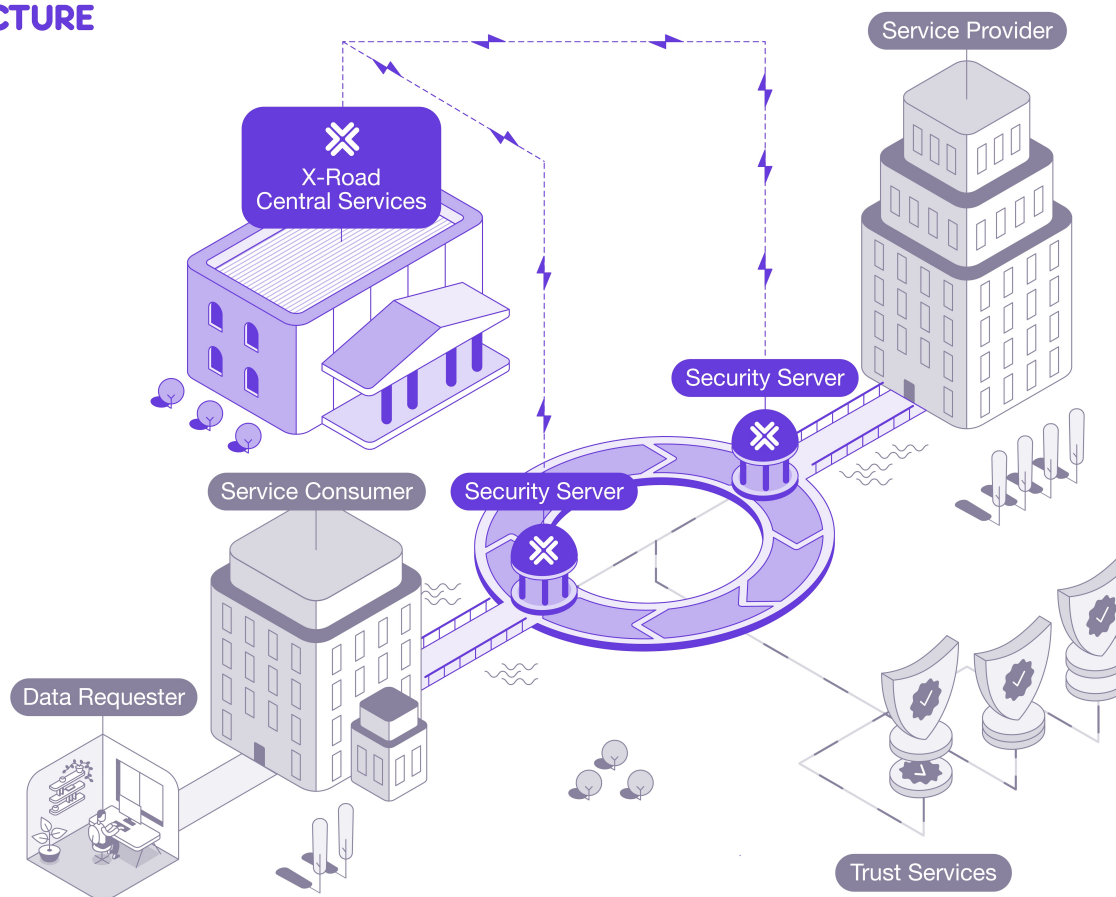 CTURE
Service Provider
X-Road
Central Services
Security Server
Service Consumer
Security Server
Data Requester
Trust Services